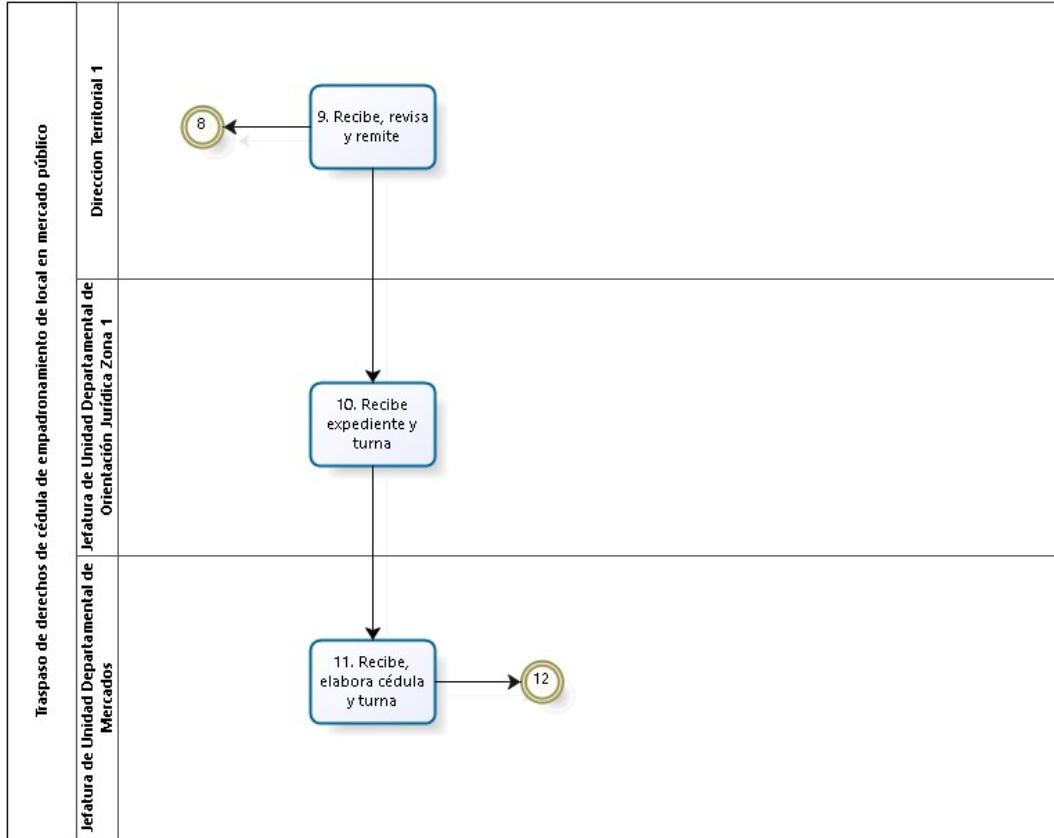 Traspaso de derechos de cédula de empadronamiento de local en mercado público
Direccion Territorial 1
8
9. Recibe, revisa
y remite
Jefatura de Unidad Departamental de
Orientación Jurídica Zona 1
10. Recibe
expediente y
turna
Jefatura de Unidad Departamental de
Mercados
11. Recibe,
elabora cédula
y turna
12